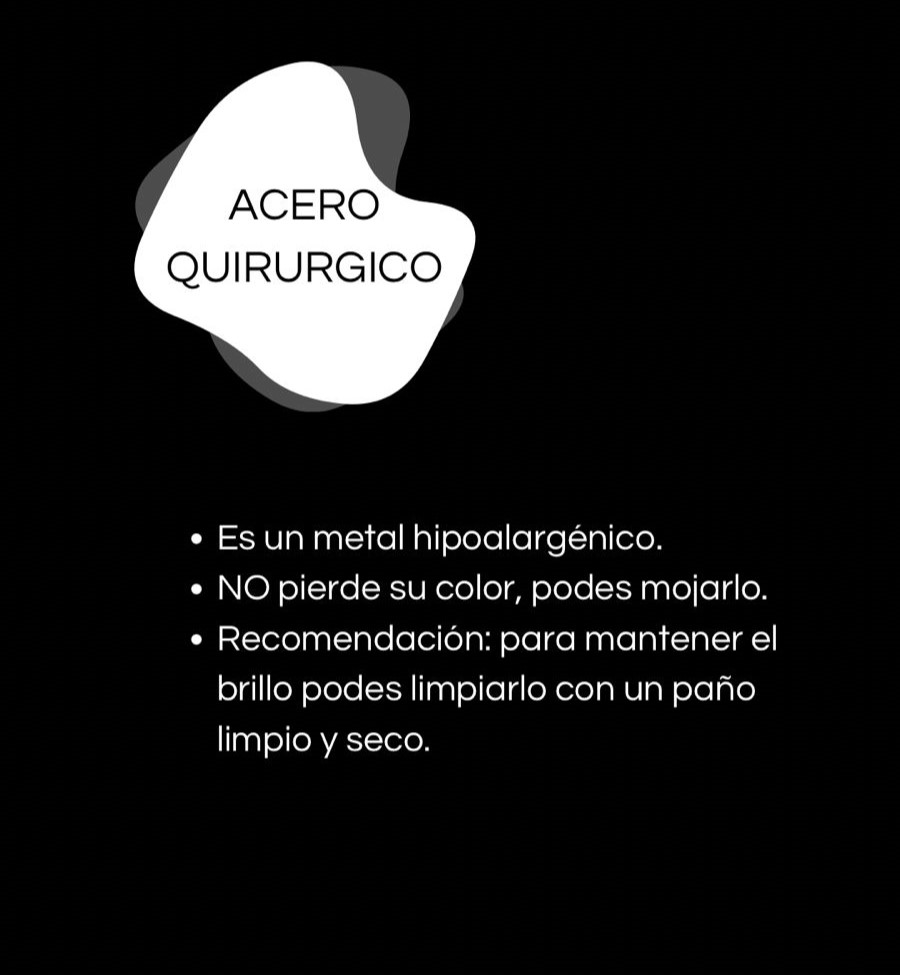 ACERO
QUIRURGICO
• Es un metal hipoalargénico.
• NO pierde su color, podes mojarlo.
• Recomendación: para mantener el
brillo podes limpiarlo con un paño
limpio y seco.